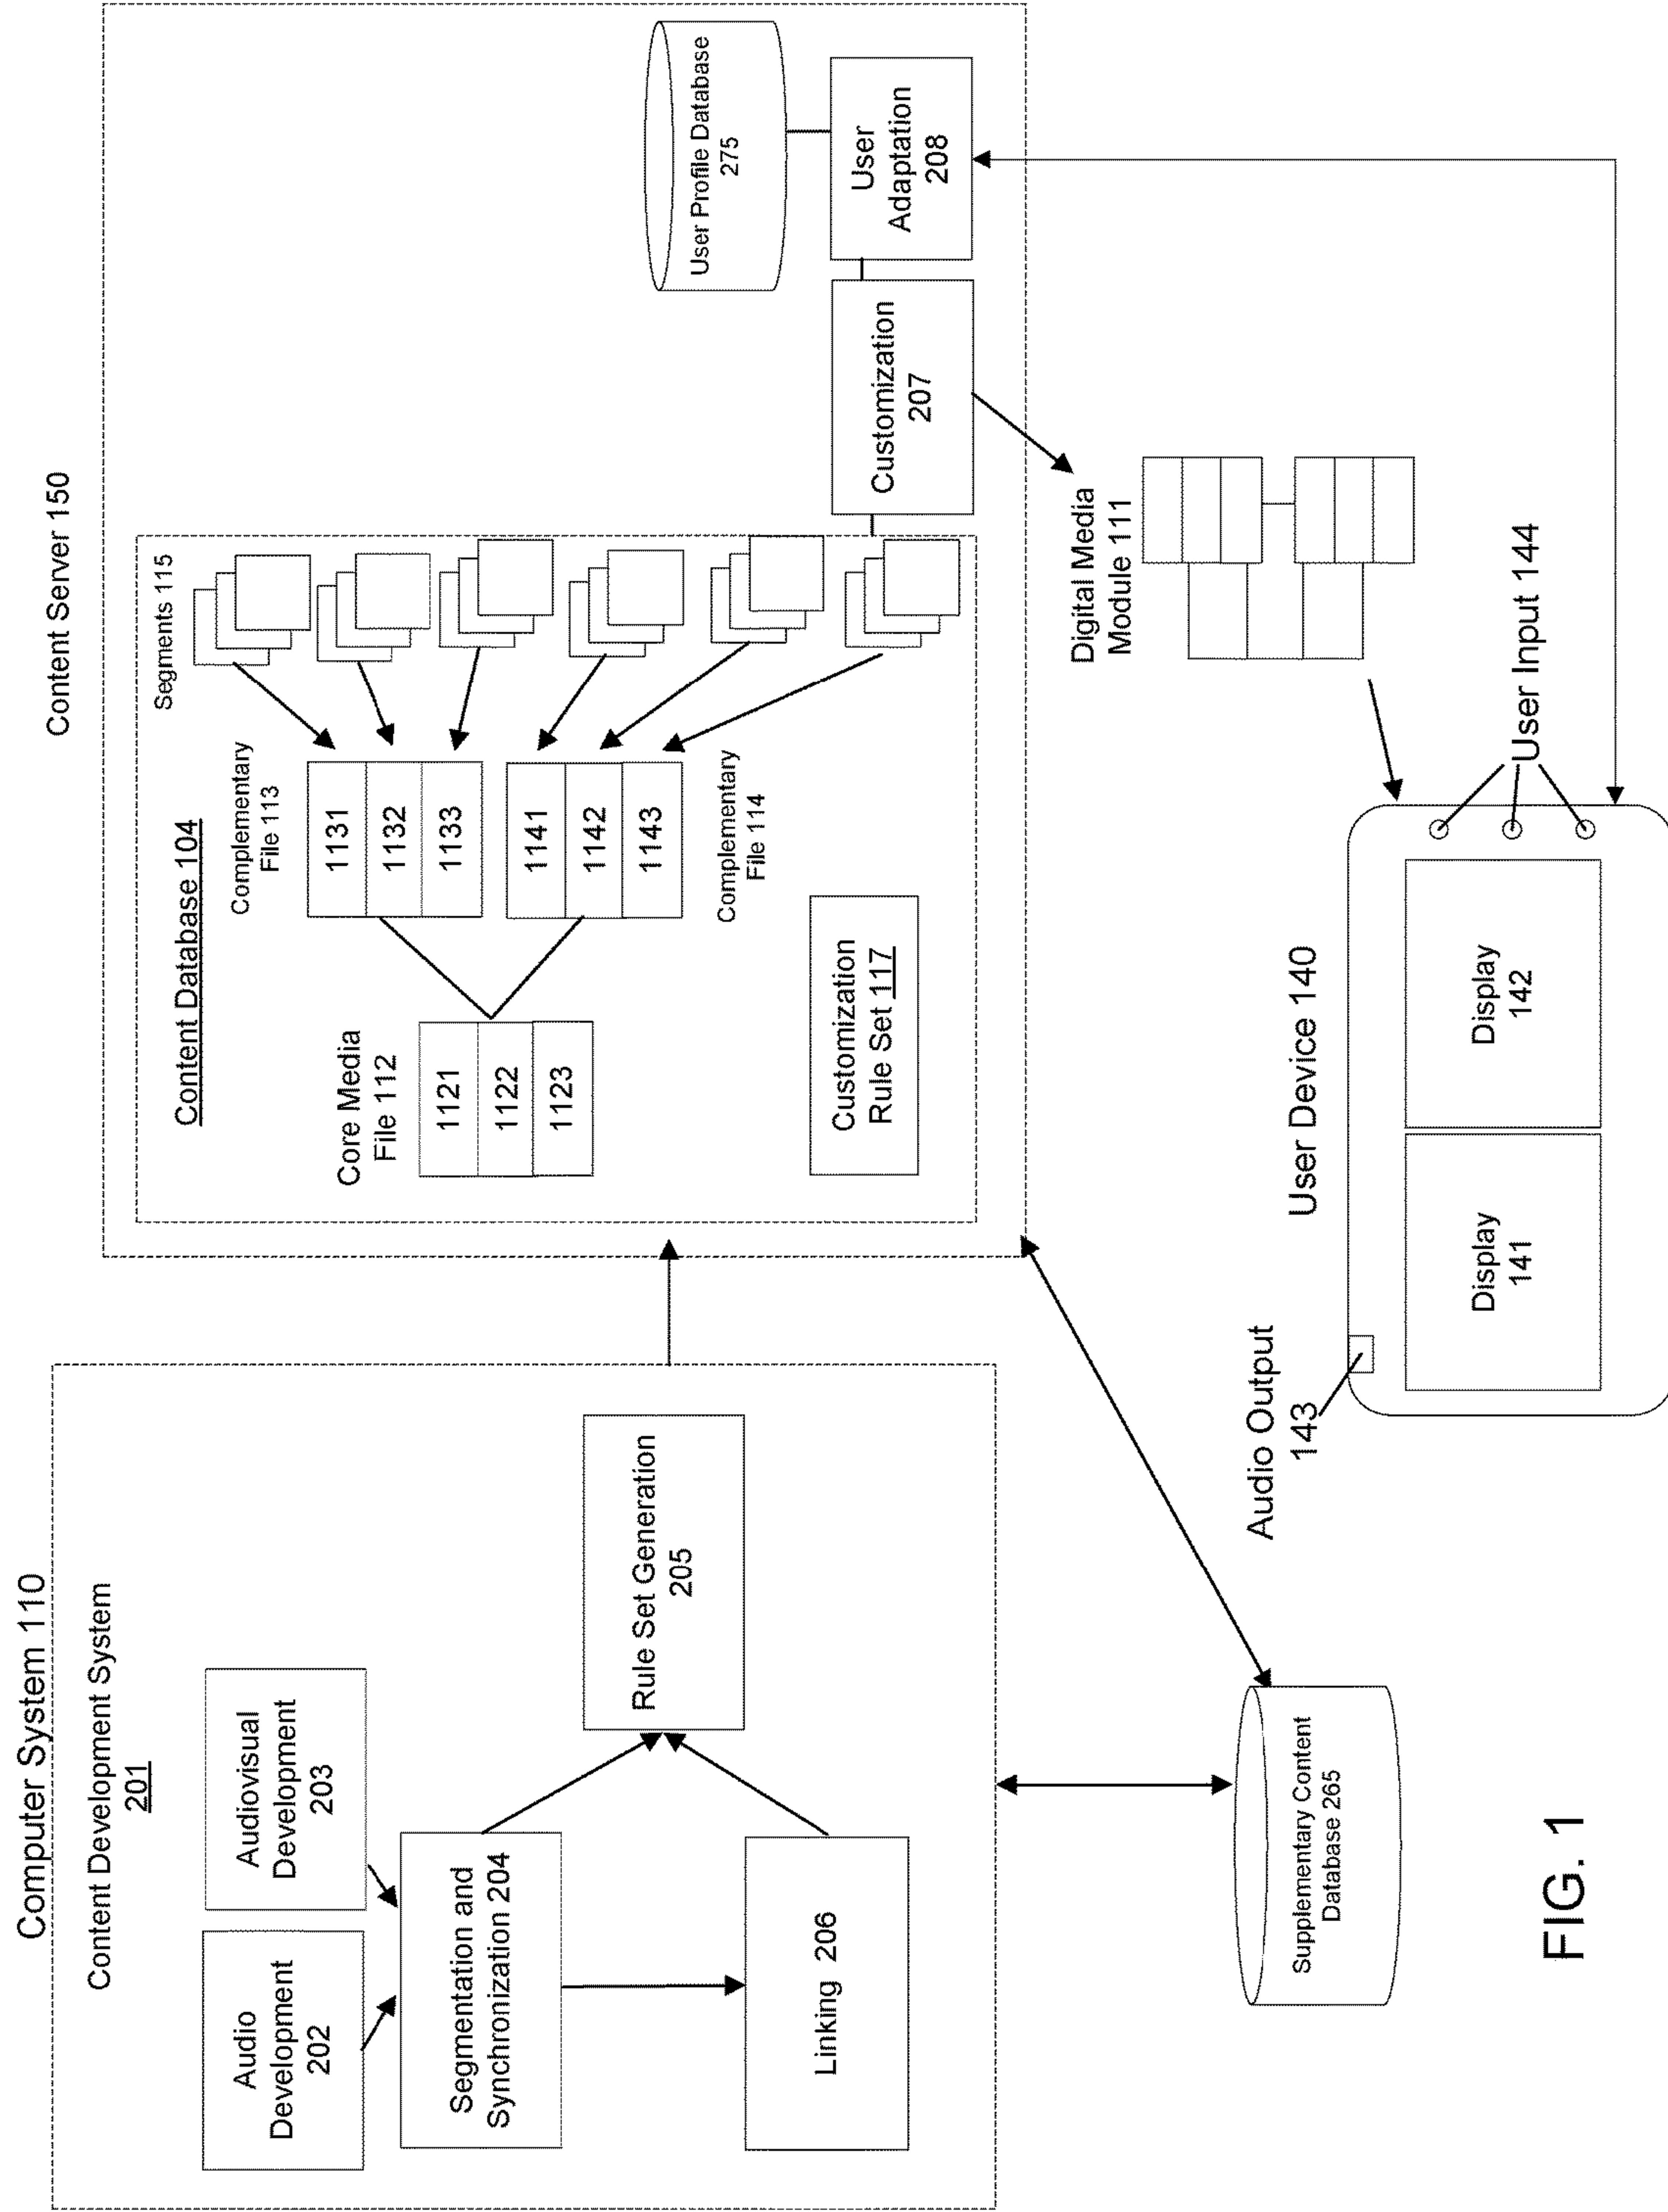 Computer System 110
Content Development System
201
Audio
Development
202
Audiovisual
Development
203
Segmentation and
Synchronization 204
Linking 206
Rule Set Generation
205
Content Server 150
Content Database 104
Core Media
File 112
1121
1122
1123
Complementary
File 113
1131
1132
1133
1141
1142
1143
Complementary
File 114
Segments 115
Customization
Rule Set 117
User Profile Database
275
Customization
207
User
Adaptation
208
Digital Media
Module 111
Supplementary Content
Database 265
Audio Output
143
User Device 140
Display
141
Display
142
User Input 144
FIG. 1